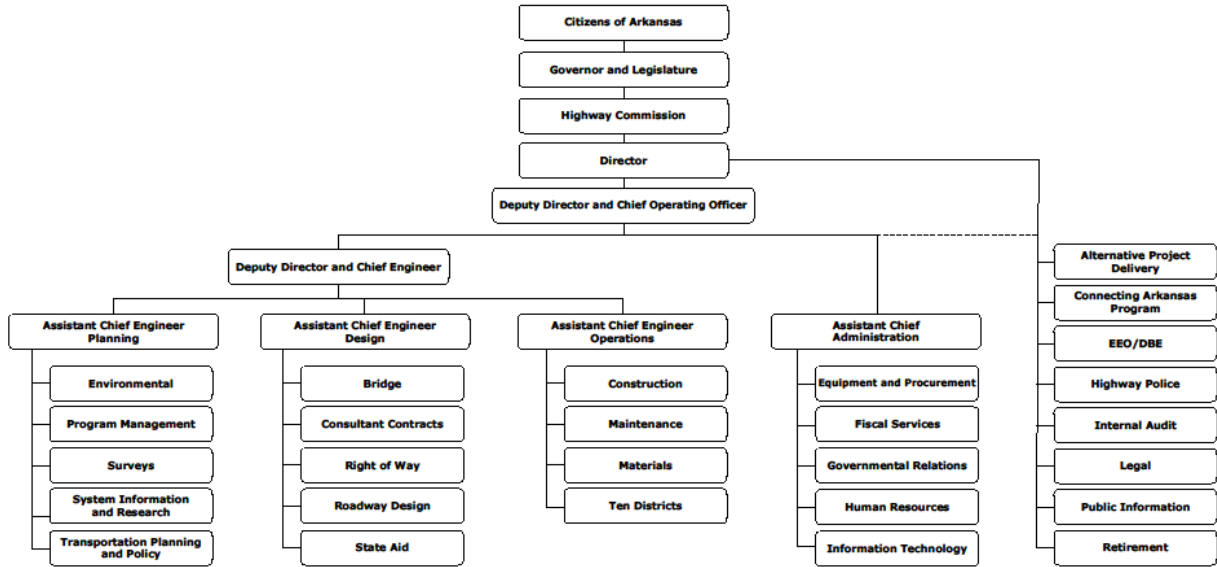 Citizens of Arkansas
Governor and Legislature
Highway Commission
Director
Deputy Director and Chief Operating Officer
Deputy Director and Chief Engineer
Assistant Chief Engineer
Planning
Environmental
Program Management
Surveys
System Information
and Research
Transportation Planning
and Policy
Assistant Chief Engineer
Design
Bridge
Consultant Contracts
Right of Way
Roadway Design
State Aid
Assistant Chief Engineer
Operations
Construction
Maintenance
Materials
Ten Districts
Assistant Chief
Administration
Equipment and Procurement
Fiscal Services
Governmental Relations
Human Resources
Information Technology
Alternative Project
Delivery
Connecting Arkansas
Program
EEO/DBE
Highway Police
Internal Audit
Legal
Public Information
Retirement